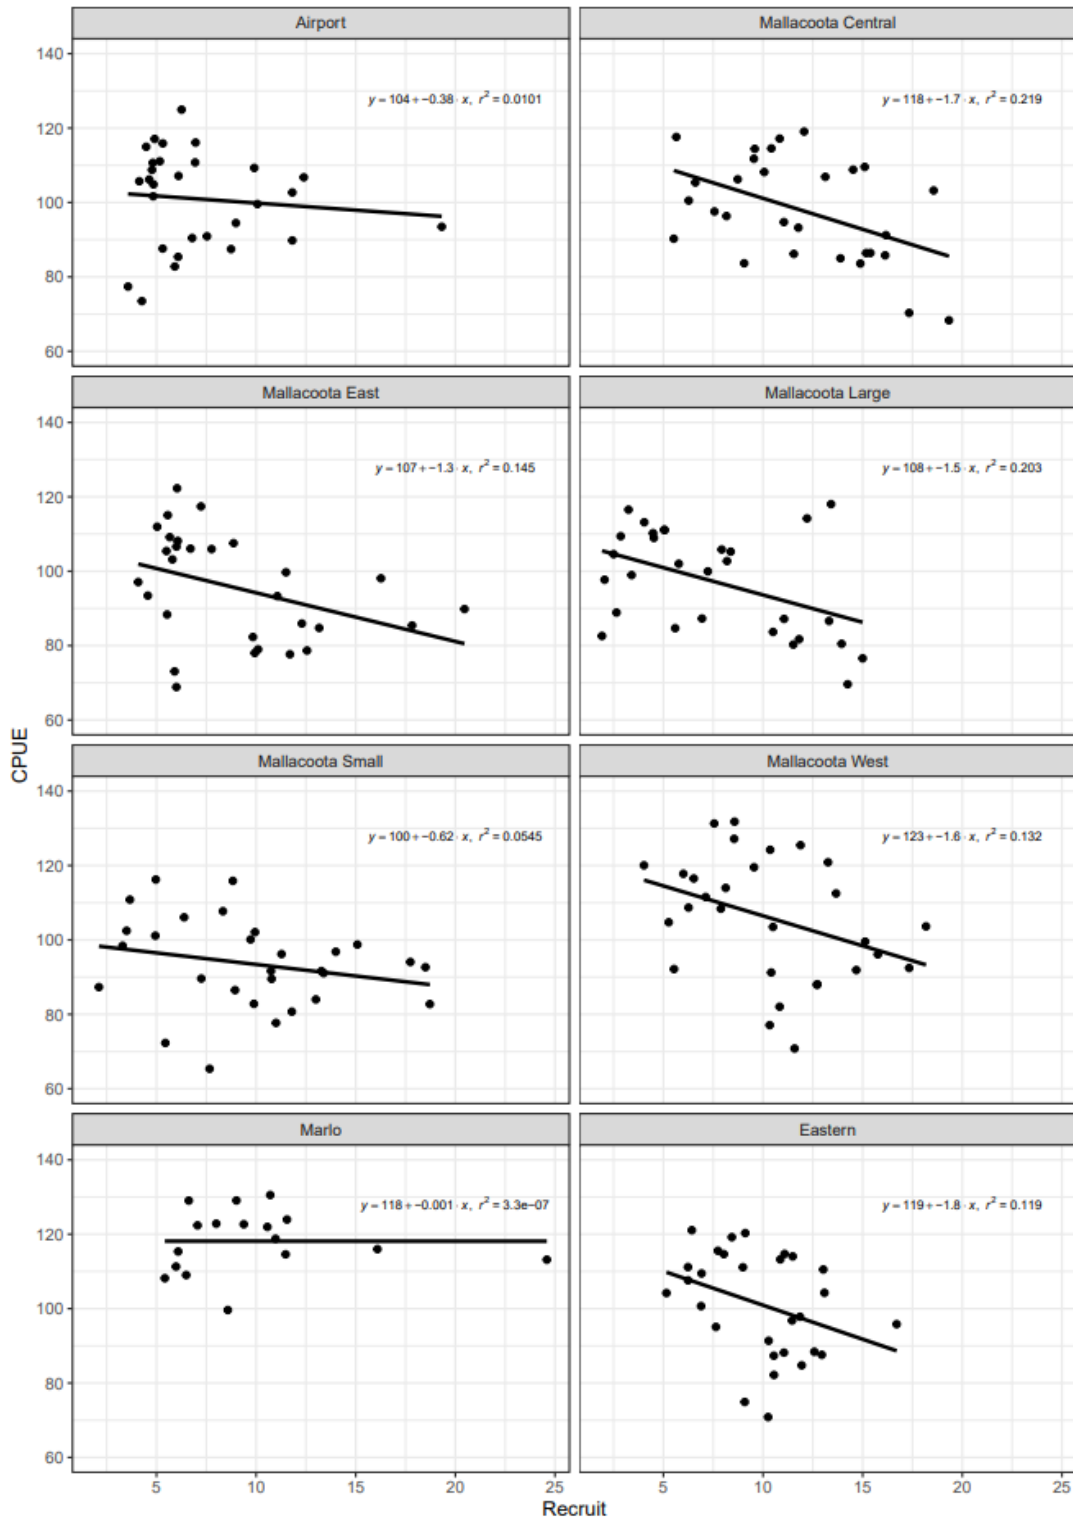 Airport
Mallacoota Central
140
120
100
80
60
y = 104 + −0.38 · x, r² = 0.0101
y = 118 + −1.7 · x, r² = 0.219
Mallacoota East
Mallacoota Large
140
120
100
80
60
y = 107 + −1.3 · x, r² = 0.145
y = 108 + −1.5 · x, r² = 0.203
CPUE
Mallacoota Small
Mallacoota West
140
120
100
80
60
y = 100 + −0.62 · x, r² = 0.0545
y = 123 + −1.6 · x, r² = 0.132
Marlo
Eastern
140
120
100
80
60
y = 118 + −0.001 · x, r² = 3.3e−07
y = 119 + −1.8 · x, r² = 0.119
5 10 15 20 25
5 10 15 20 25
Recruit